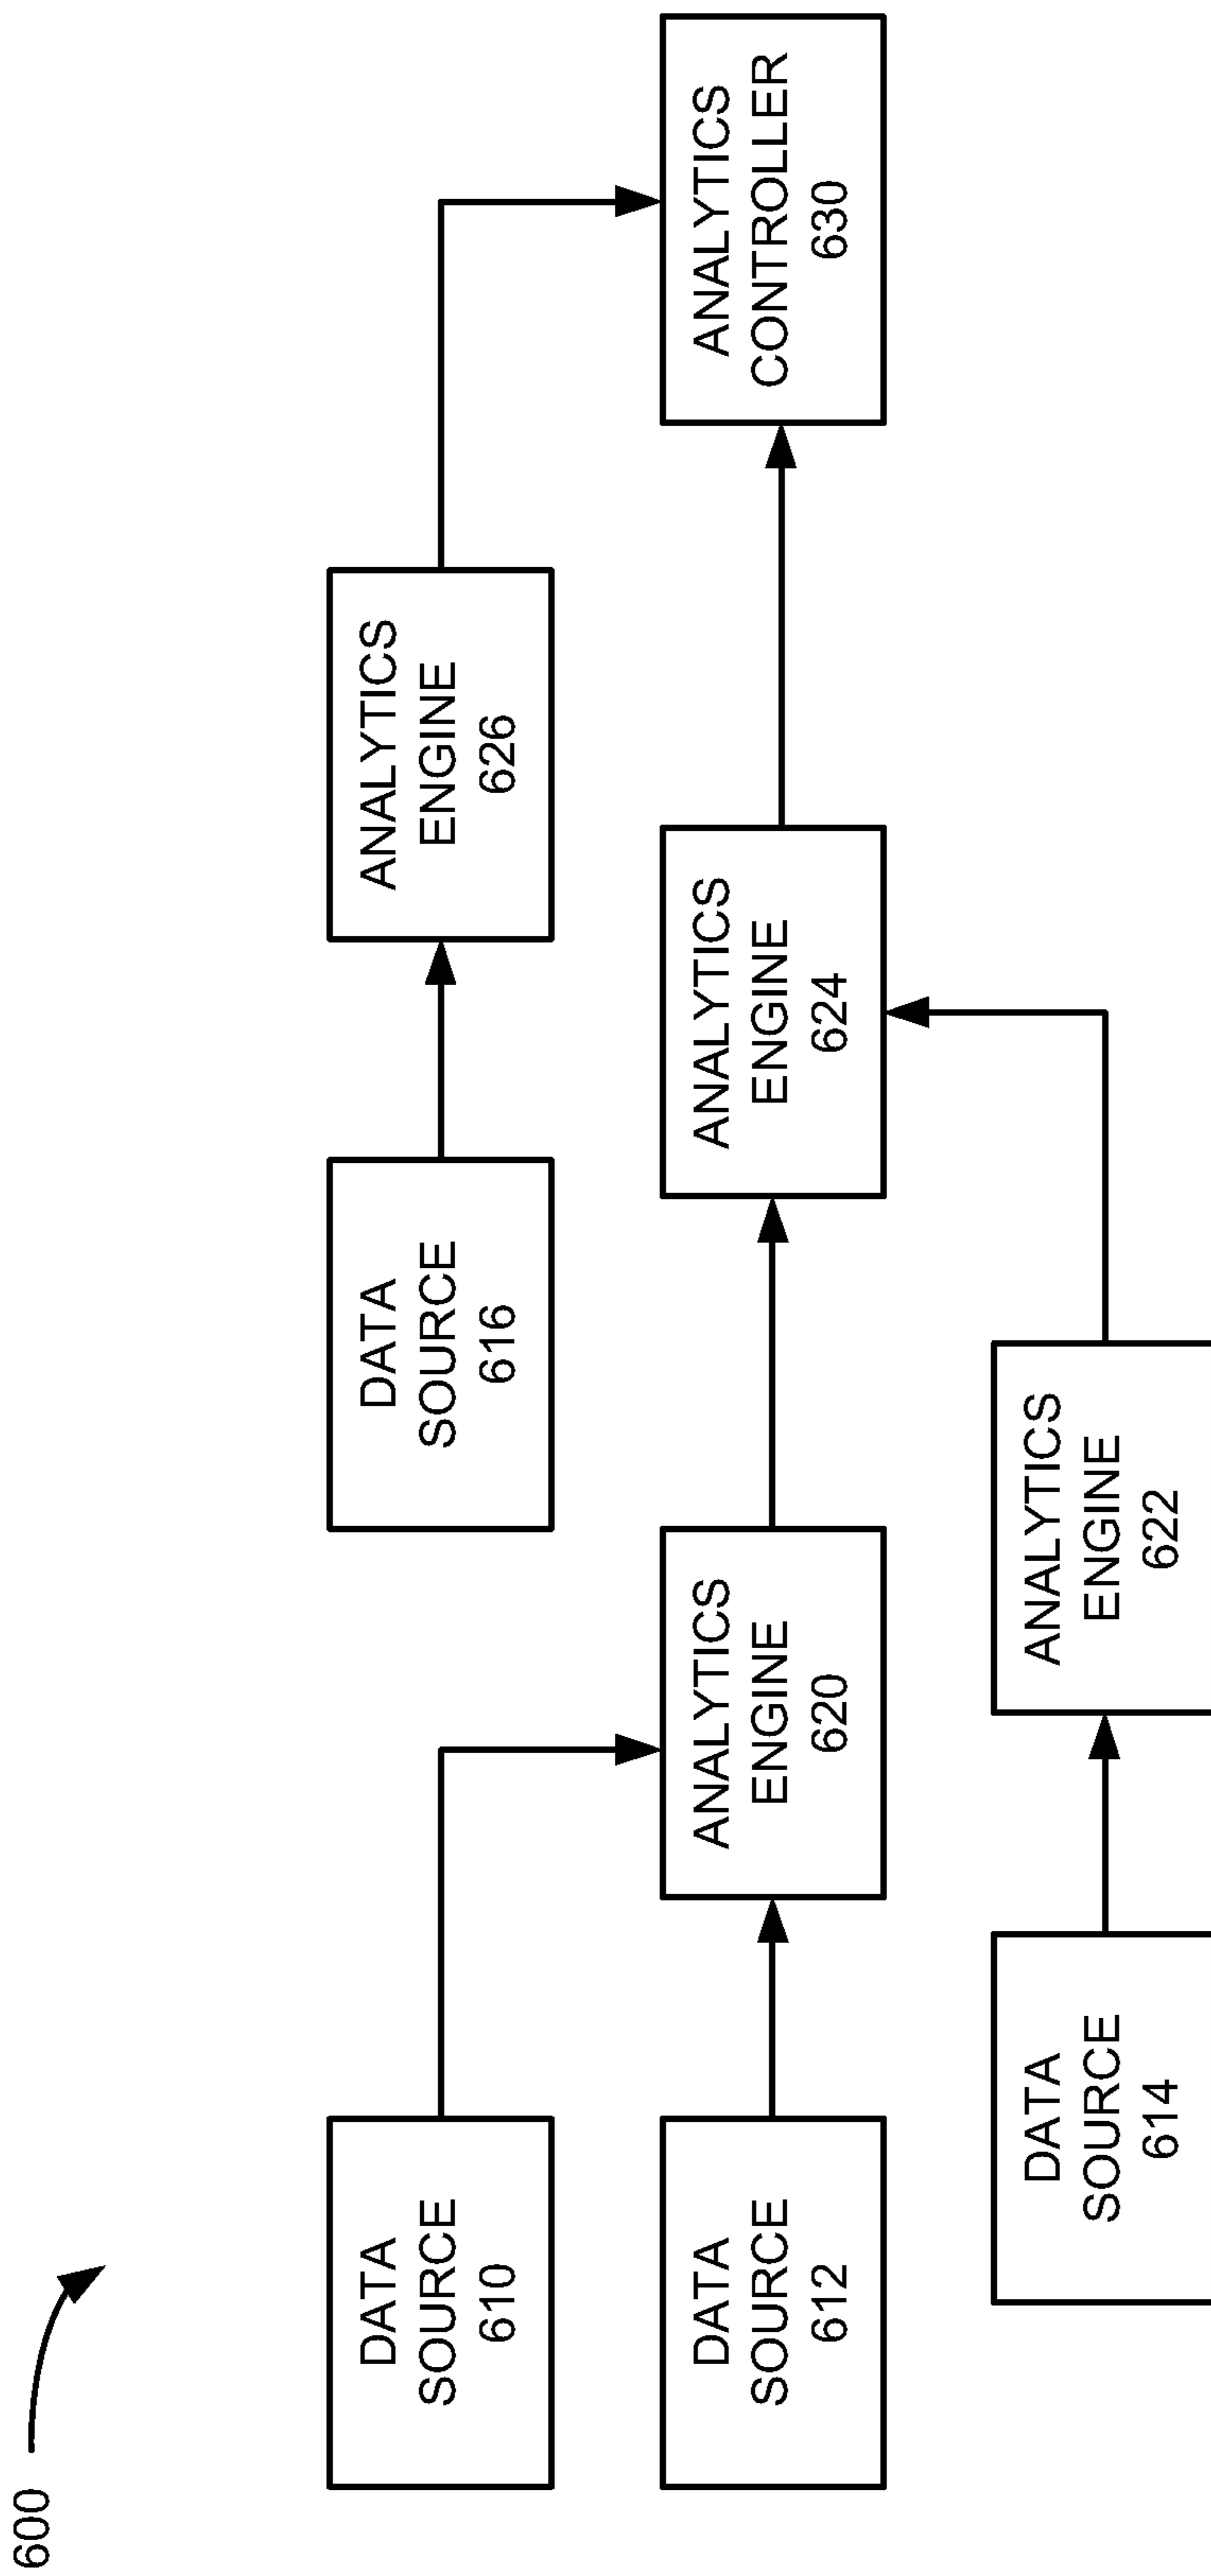 600
DATA
SOURCE
610
DATA
SOURCE
616
ANALYTICS
ENGINE
626
DATA
SOURCE
612
ANALYTICS
ENGINE
620
ANALYTICS
ENGINE
624
ANALYTICS
CONTROLLER
630
DATA
SOURCE
614
ANALYTICS
ENGINE
622